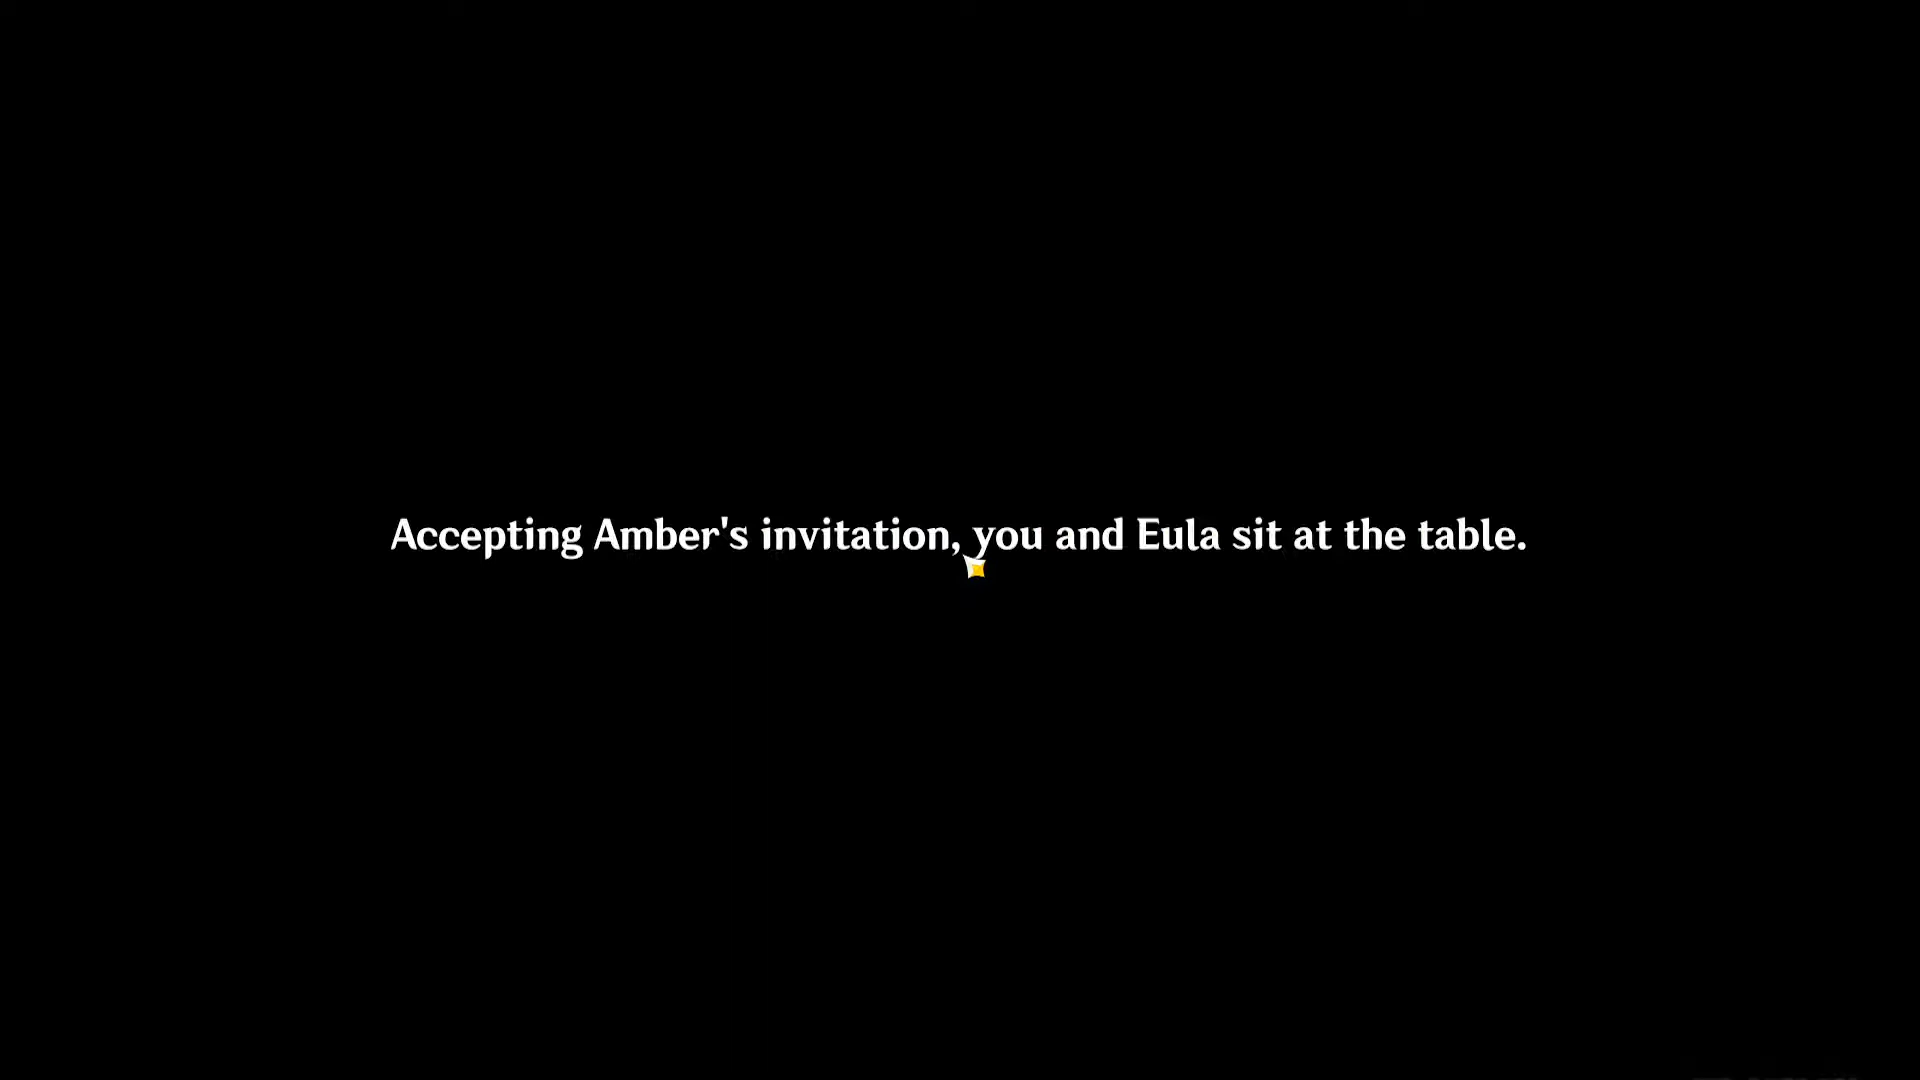 Accepting Amber's invitation, you and Eula sit at the table.